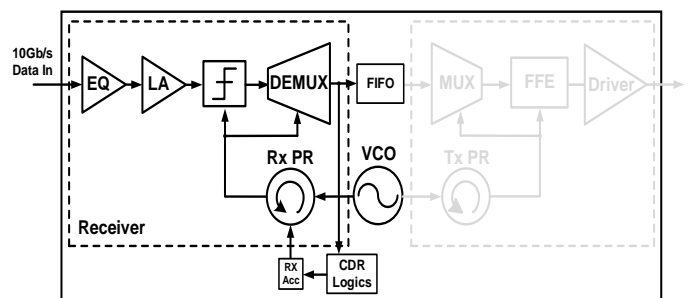 10Gb/s
Data In
EQ
LA
DEMUX
FIFO
MUX
FFE
Driver
Rx PR
VCO
Tx PR
Receiver
RX
Acc
CDR
Logics